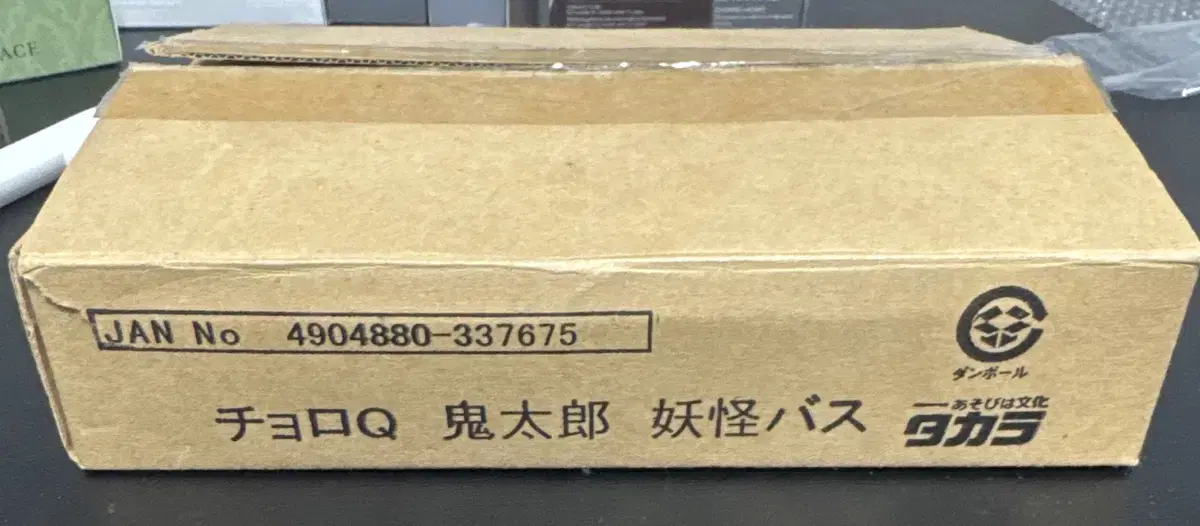 ACE
JAN No 4904880-337675
ダンボール
チョロQ 鬼太郎 妖怪バス
あそびは文化
タカラ